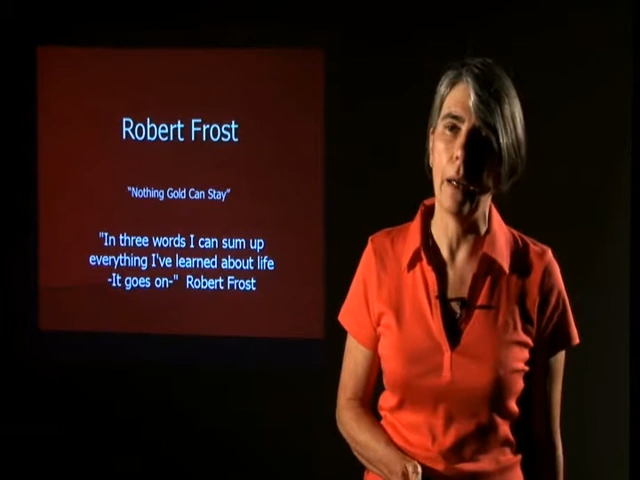 Robert Frost
"Nothing Gold Can Stay"
"In three words I can sum up
everything I've learned about life
-It goes on-" Robert Frost